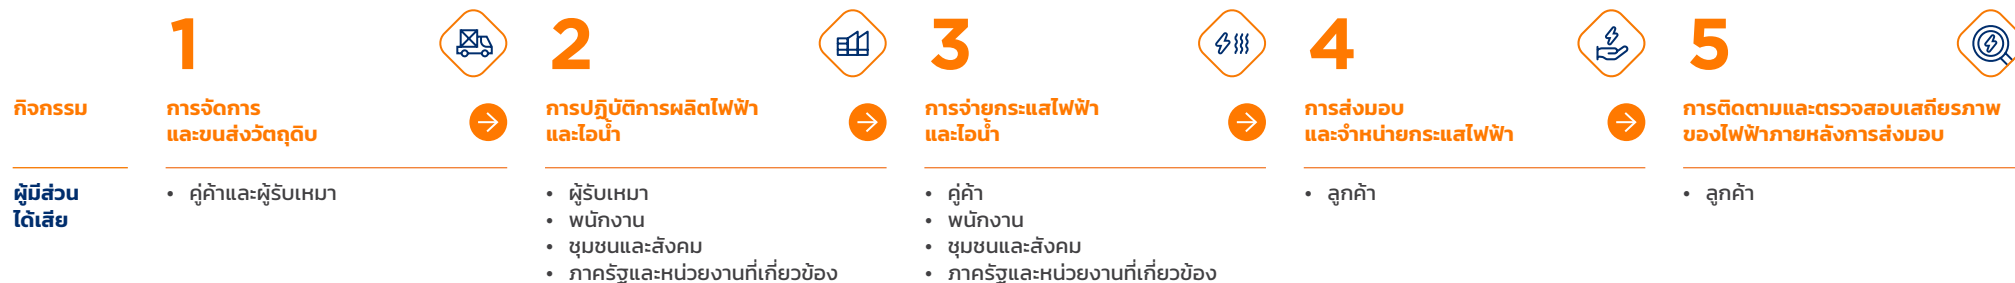 1
2
3
4
5
กิจกรรม
การจัดการ
และขนส่งวัตถุดิบ
การปฏิบัติการผลิตไฟฟ้า
และไอน้ำ
การจ่ายกระแสไฟฟ้า
และไอน้ำ
การส่งมอบ
และจำหน่ายกระแสไฟฟ้า
การติดตามและตรวจสอบเสถียรภาพ
ของไฟฟ้าภายหลังการส่งมอบ
ผู้มีส่วน
ได้เสีย
• คู่ค้าและผู้รับเหมา
• ผู้รับเหมา
• พนักงาน
• ชุมชนและสังคม
• ภาครัฐและหน่วยงานที่เกี่ยวข้อง
• คู่ค้า
• พนักงาน
• ชุมชนและสังคม
• ภาครัฐและหน่วยงานที่เกี่ยวข้อง
• ลูกค้า
• ลูกค้า